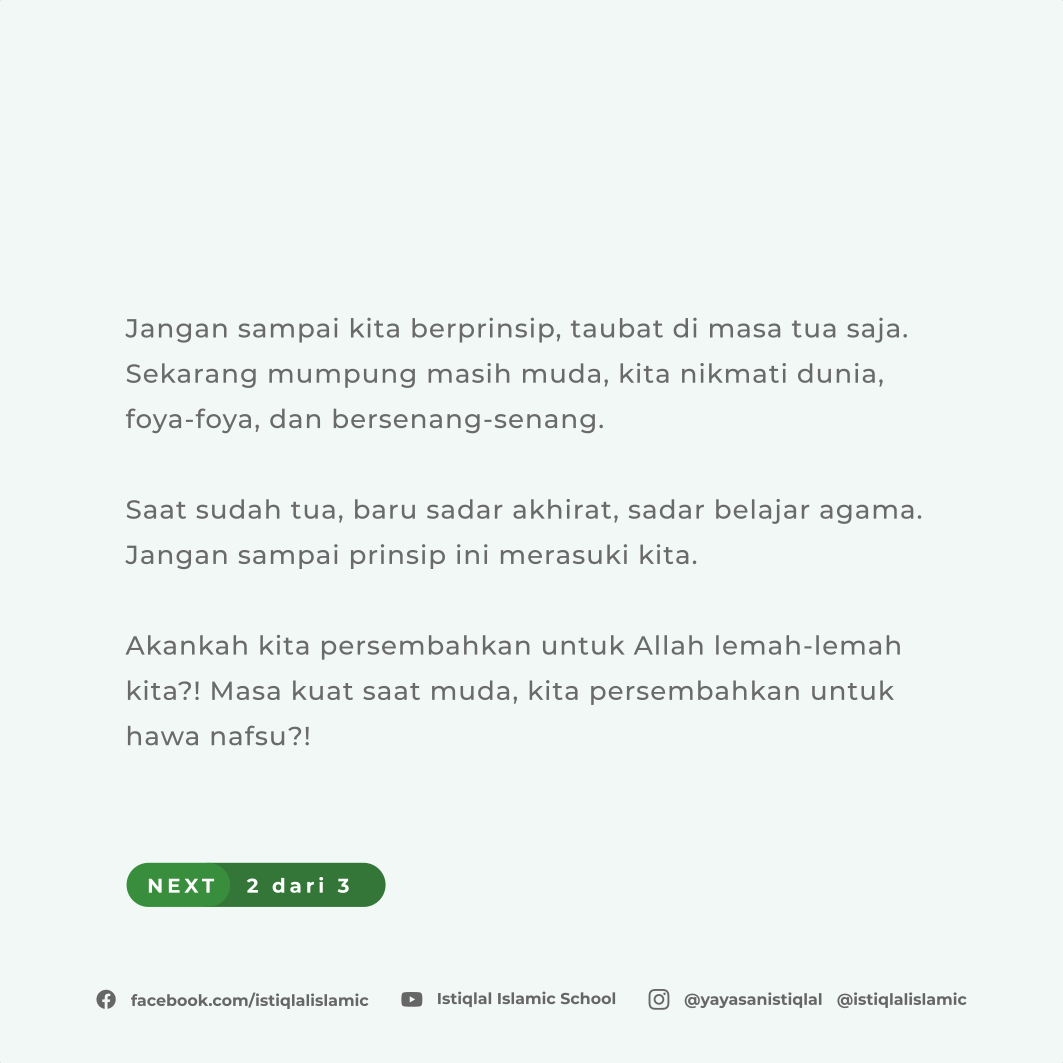 Jangan sampai kita berprinsip, taubat di masa tua saja.
Sekarang mumpung masih muda, kita nikmati dunia,
foya-foya, dan bersenang-senang.
Saat sudah tua, baru sadar akhirat, sadar belajar agama.
Jangan sampai prinsip ini merasuki kita.
Akankah kita persembahkan untuk Allah lemah-lemah
kita?! Masa kuat saat muda, kita persembahkan untuk
hawa nafsu?!
NEXT 2 dari 3
facebook.com/istiqlalislamic Istiqlal Islamic School @yayasanistiqlal @istiqlalislamic